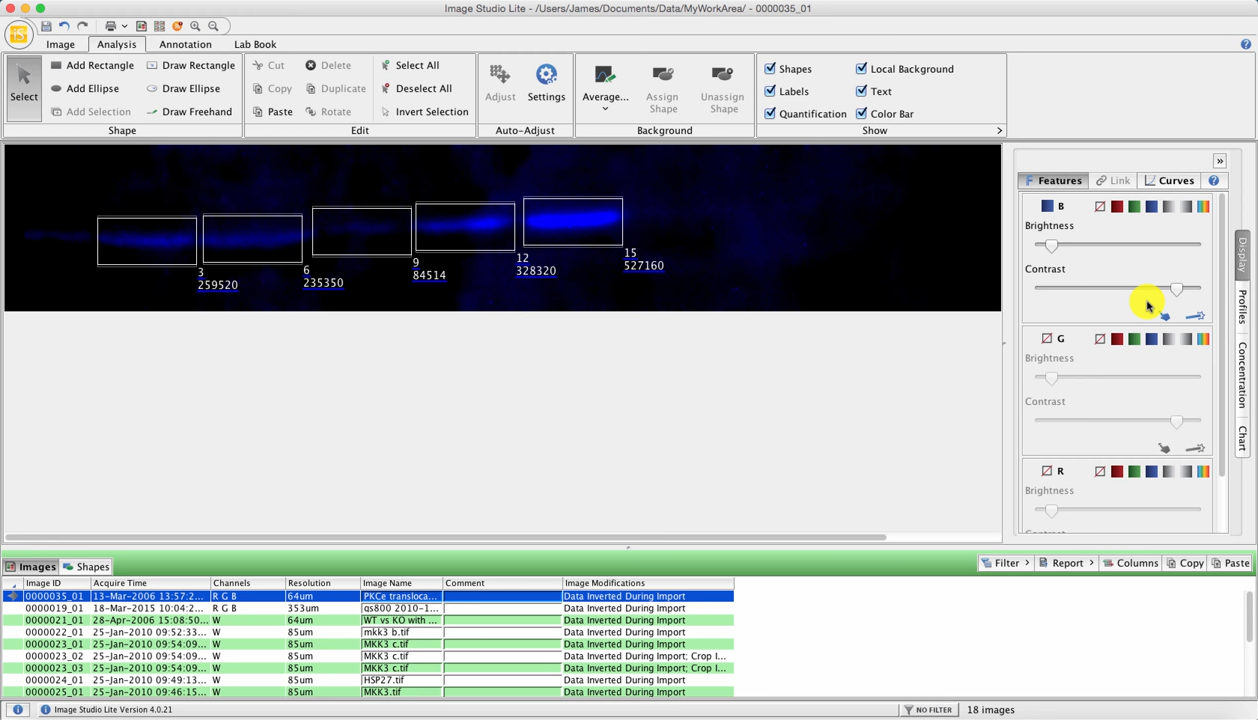 Image Studio Lite - /Users/James/Documents/Data/MyWorkArea/ - 0000035_01
Image Analysis Annotation Lab Book
Select
Add Rectangle Draw Rectangle
Add Ellipse Draw Ellipse
Add Selection Draw Freehand
Shape
Cut Delete Select All
Copy Duplicate Deselect All
Paste Rotate Invert Selection
Edit
Adjust Settings
Auto-Adjust
Average... Assign Shape Unassign Shape
Background
Shapes Local Background
Labels Text
Quantification Color Bar
Show
3
259520
6
235350
9
84514
12
328320
15
527160
Features Link Curves
B
Brightness
Contrast
G
Brightness
Contrast
R
Brightness
Display
Profiles
Concentration
Chart
Images Shapes
Filter Report Columns Copy Paste
Image ID Acquire Time Channels Resolution Image Name Comment Image Modifications
0000035_01 13-Mar-2006 13:57:2... R G B 64um PKCe transloca... Data Inverted During Import
0000019_01 18-Mar-2015 10:04:2... R G B 353um qs800 2010-1... Data Inverted During Import
0000021_01 28-Apr-2006 15:08:50... W 64um WT vs KO with ... Data Inverted During Import
0000022_01 25-Jan-2010 09:52:33... W 85um mkk3 b.tif Data Inverted During Import
0000023_01 25-Jan-2010 09:54:09... W 85um MKK3 c.tif Data Inverted During Import
0000023_02 25-Jan-2010 09:54:09... W 85um MKK3 c.tif Data Inverted During Import; Crop I...
0000023_03 25-Jan-2010 09:54:09... W 85um MKK3 c.tif Data Inverted During Import; Crop I...
0000024_01 25-Jan-2010 09:49:13... W 85um HSP27.tif Data Inverted During Import
0000025_01 25-Jan-2010 09:46:15... W 85um MKK3.tif Data Inverted During Import
Image Studio Lite Version 4.0.21 NO FILTER 18 images